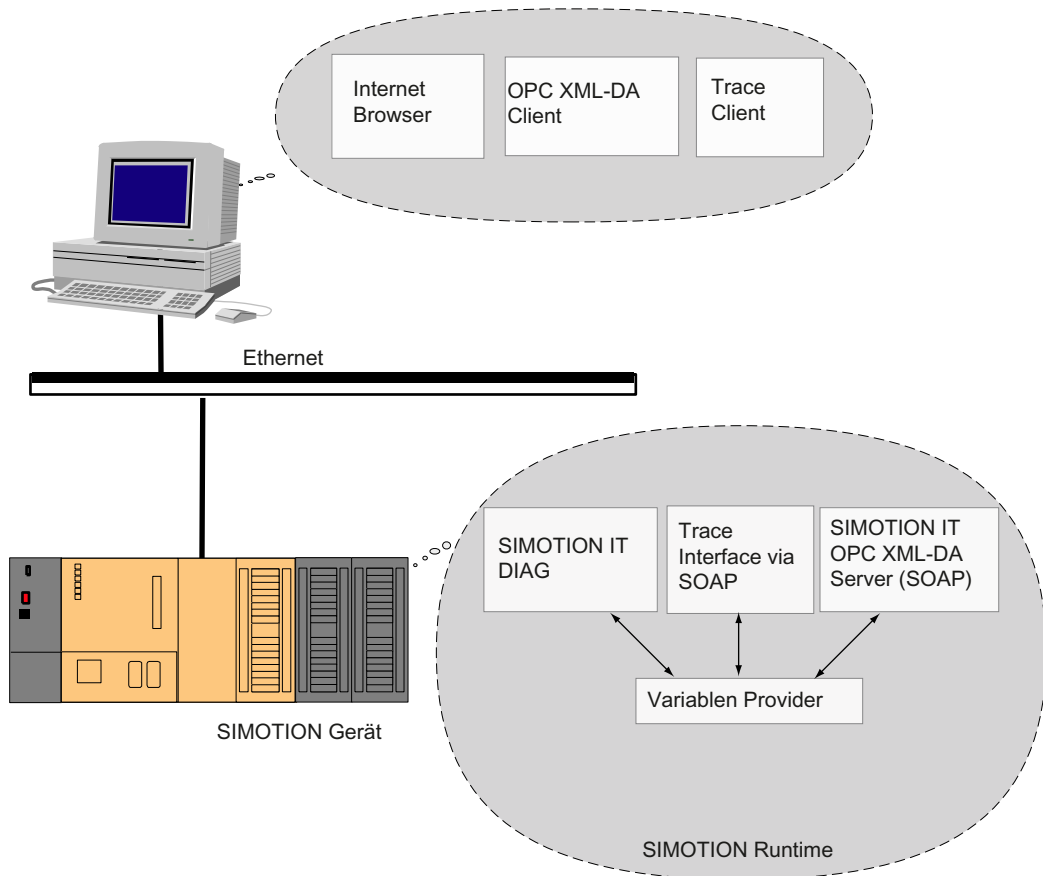 Internet
Browser
OPC XML-DA
Client
Trace
Client
Ethernet
SIMOTION IT
DIAG
Trace
Interface via
SOAP
SIMOTION IT
OPC XML-DA
Server (SOAP)
Variablen Provider
SIMOTION Gerät
SIMOTION Runtime